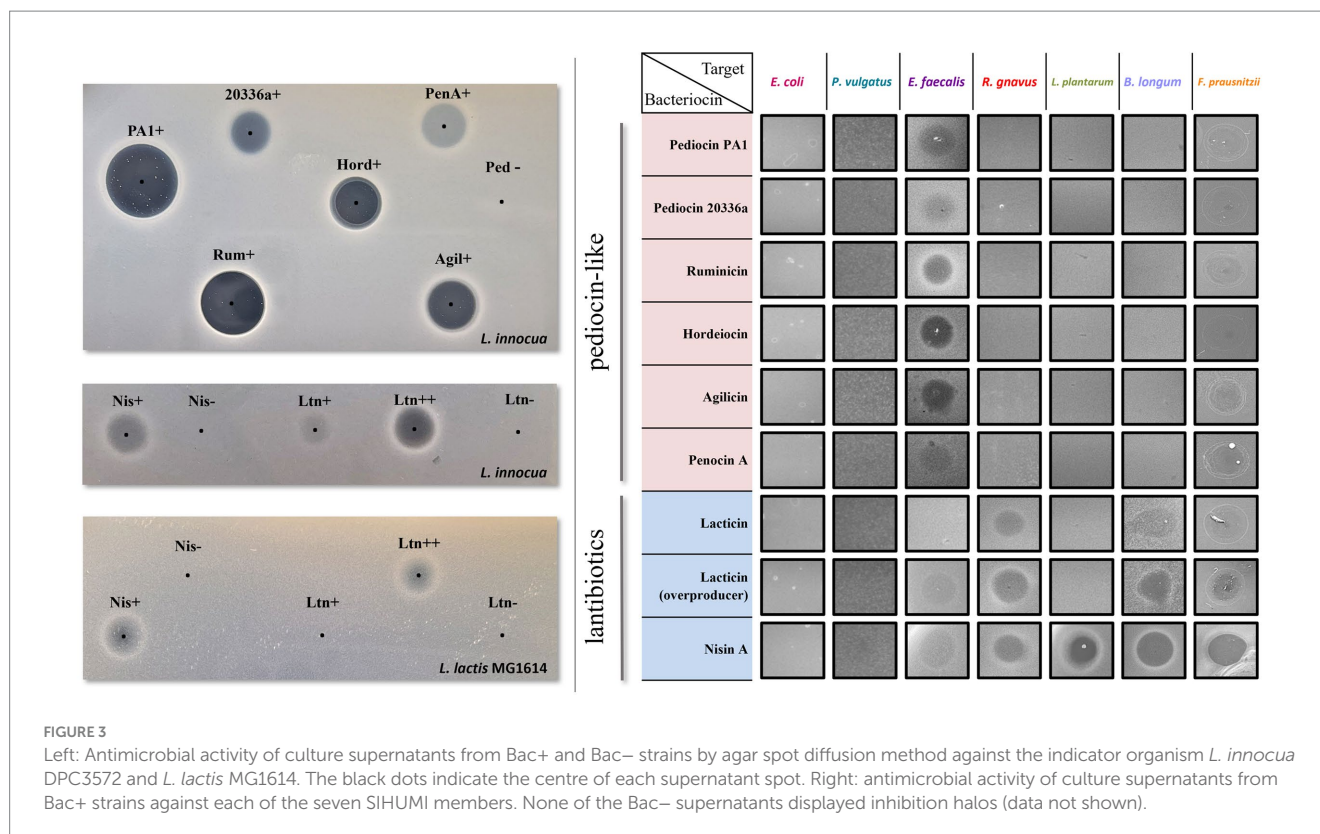 20336a+
PenA+
PA1+
Hord+
Ped -
Rum+
Agil+
L. innocua
Nis+
Nis-
Ltn+
Ltn++
Ltn-
L. innocua
Nis-
Ltn++
Nis+
Ltn+
Ltn-
L. lactis MG1614
pediocin-like
lantibiotics
Target
Bacteriocin
E. coli
P. vulgatus
E. faecalis
R. gnavus
L. plantarum
B. longum
F. prausnitzii
Pediocin PA1
Pediocin 20336a
Ruminicin
Hordeiocin
Agilicin
Penocin A
Lacticin
Lacticin
(overproducer)
Nisin A
FIGURE 3
Left: Antimicrobial activity of culture supernatants from Bac+ and Bac– strains by agar spot diffusion method against the indicator organism L. innocua
DPC3572 and L. lactis MG1614. The black dots indicate the centre of each supernatant spot. Right: antimicrobial activity of culture supernatants from
Bac+ strains against each of the seven SIHUMI members. None of the Bac– supernatants displayed inhibition halos (data not shown).